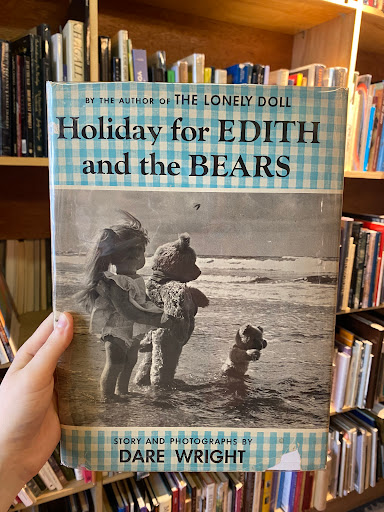 BY THE AUTHOR OF THE LONELY DOLL
Holiday for EDITH
and the BEARS
STORY AND PHOTOGRAPHS BY
DARE WRIGHT